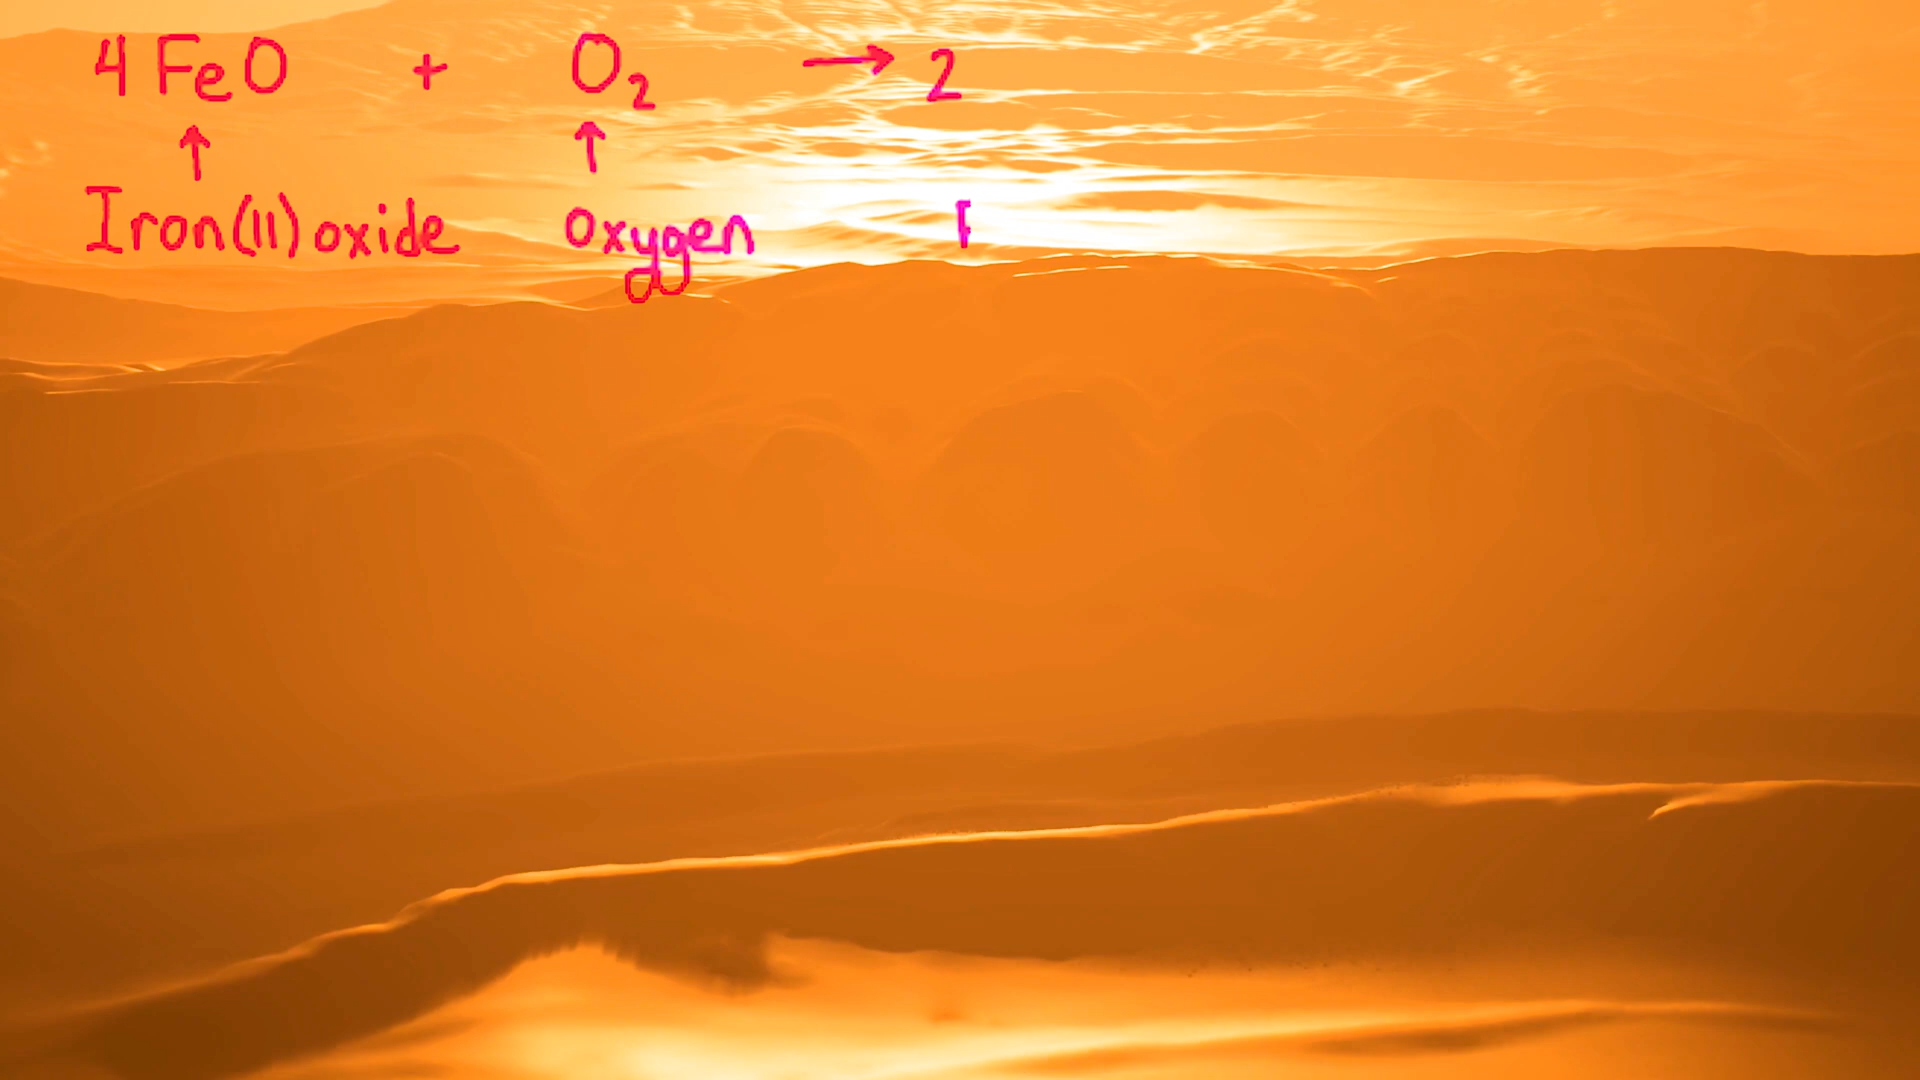 4 FeO + O₂ → 2
↑ ↑
Iron(II) oxide Oxygen